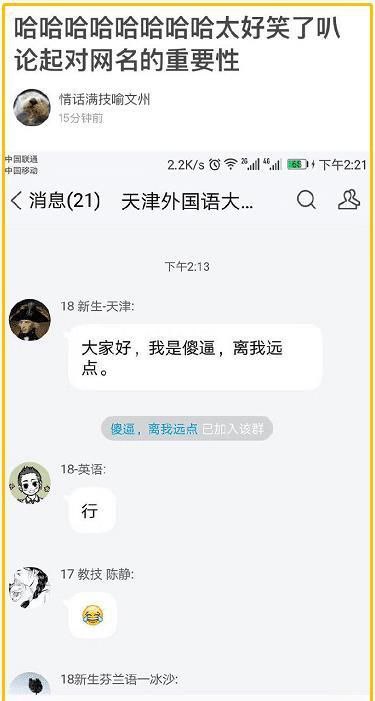 哈哈哈哈哈哈哈哈太好笑了叭
论起对网名的重要性
情话满技喻文州
15分钟前
中国联通
中国移动
2.2K/s 2G 4G 65 下午2:21
消息(21) 天津外国语大...
下午2:13
18 新生-天津:
大家好，我是傻逼，离我远
点。
傻逼，离我远点 已加入该群
18-英语:
行
17 教技 陈静:
😂
18新生芬兰语一冰沙: